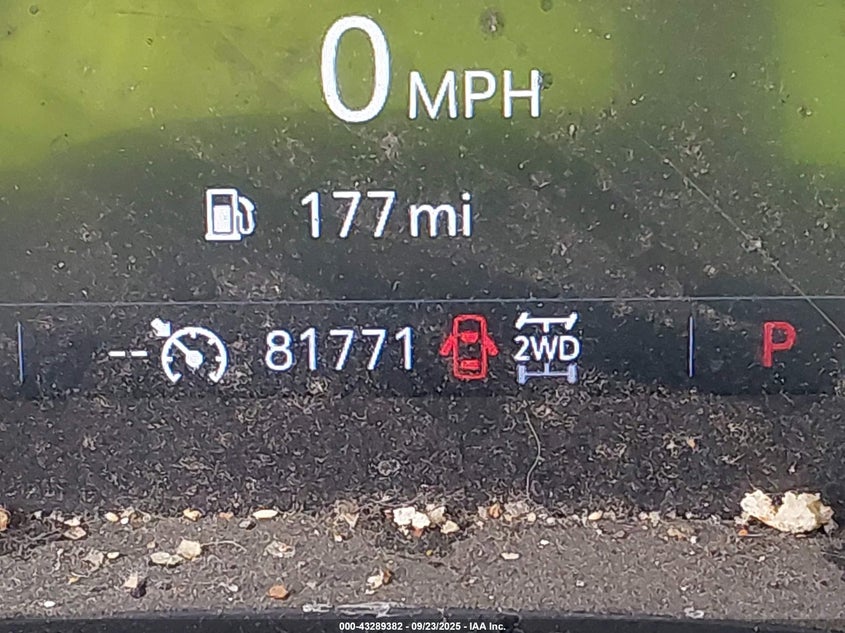 0 MPH
177 mi
-- 81771 2WD P
000-43289382 - 09/23/2025 - IAA Inc.